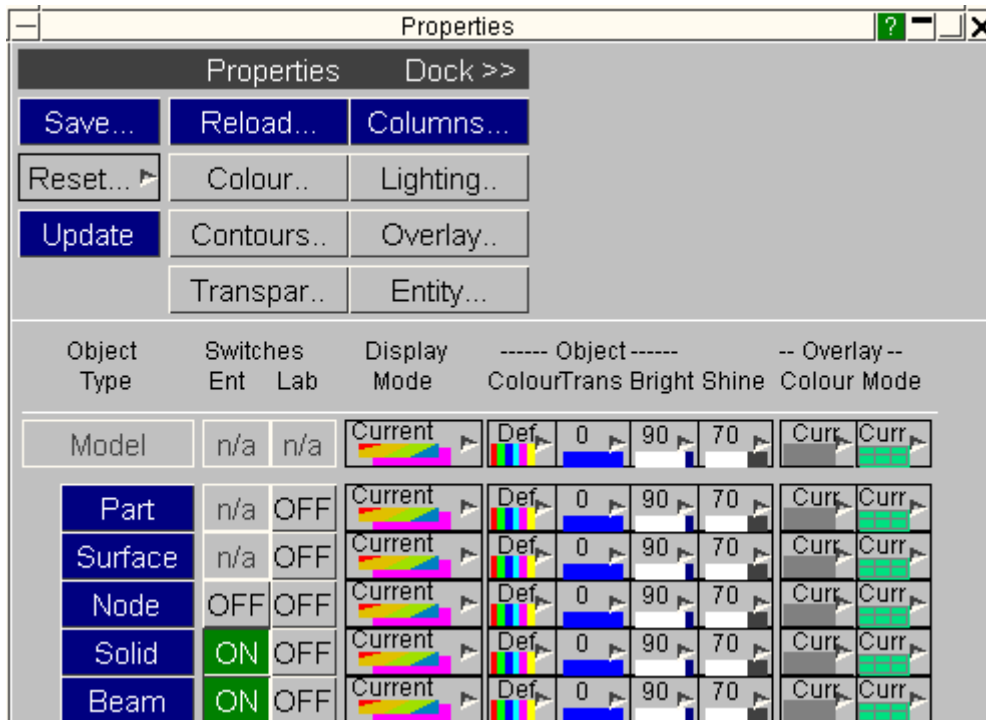 Properties ?
Properties Dock >>
Save... Reload... Columns...
Reset... Colour.. Lighting..
Update Contours.. Overlay..
Transpar.. Entity...
Object Switches Display ------ Object ------ -- Overlay --
Type Ent Lab Mode Colour Trans Bright Shine Colour Mode
Model n/a n/a Current Def 0 90 70 Curr Curr
Part n/a OFF Current Def 0 90 70 Curr Curr
Surface n/a OFF Current Def 0 90 70 Curr Curr
Node OFF OFF Current Def 0 90 70 Curr Curr
Solid ON OFF Current Def 0 90 70 Curr Curr
Beam ON OFF Current Def 0 90 70 Curr Curr